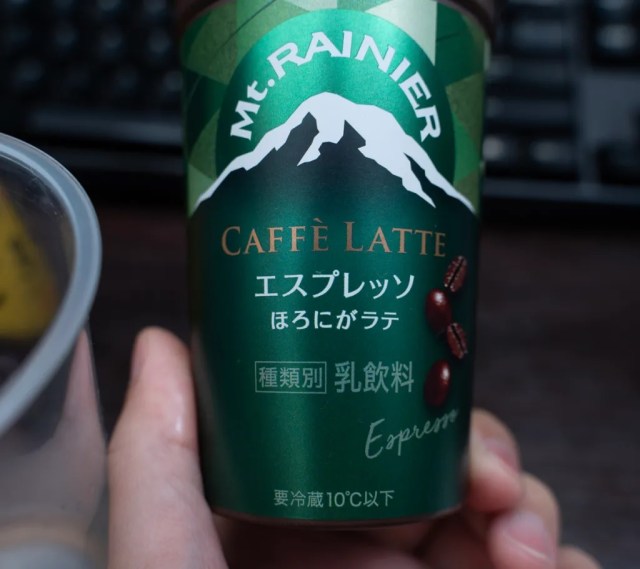 Mt. RAINIER
CAFFÈ LATTE
エスプレッソ
ほろにがラテ
種類別 乳飲料
Espresso
要冷蔵10℃以下